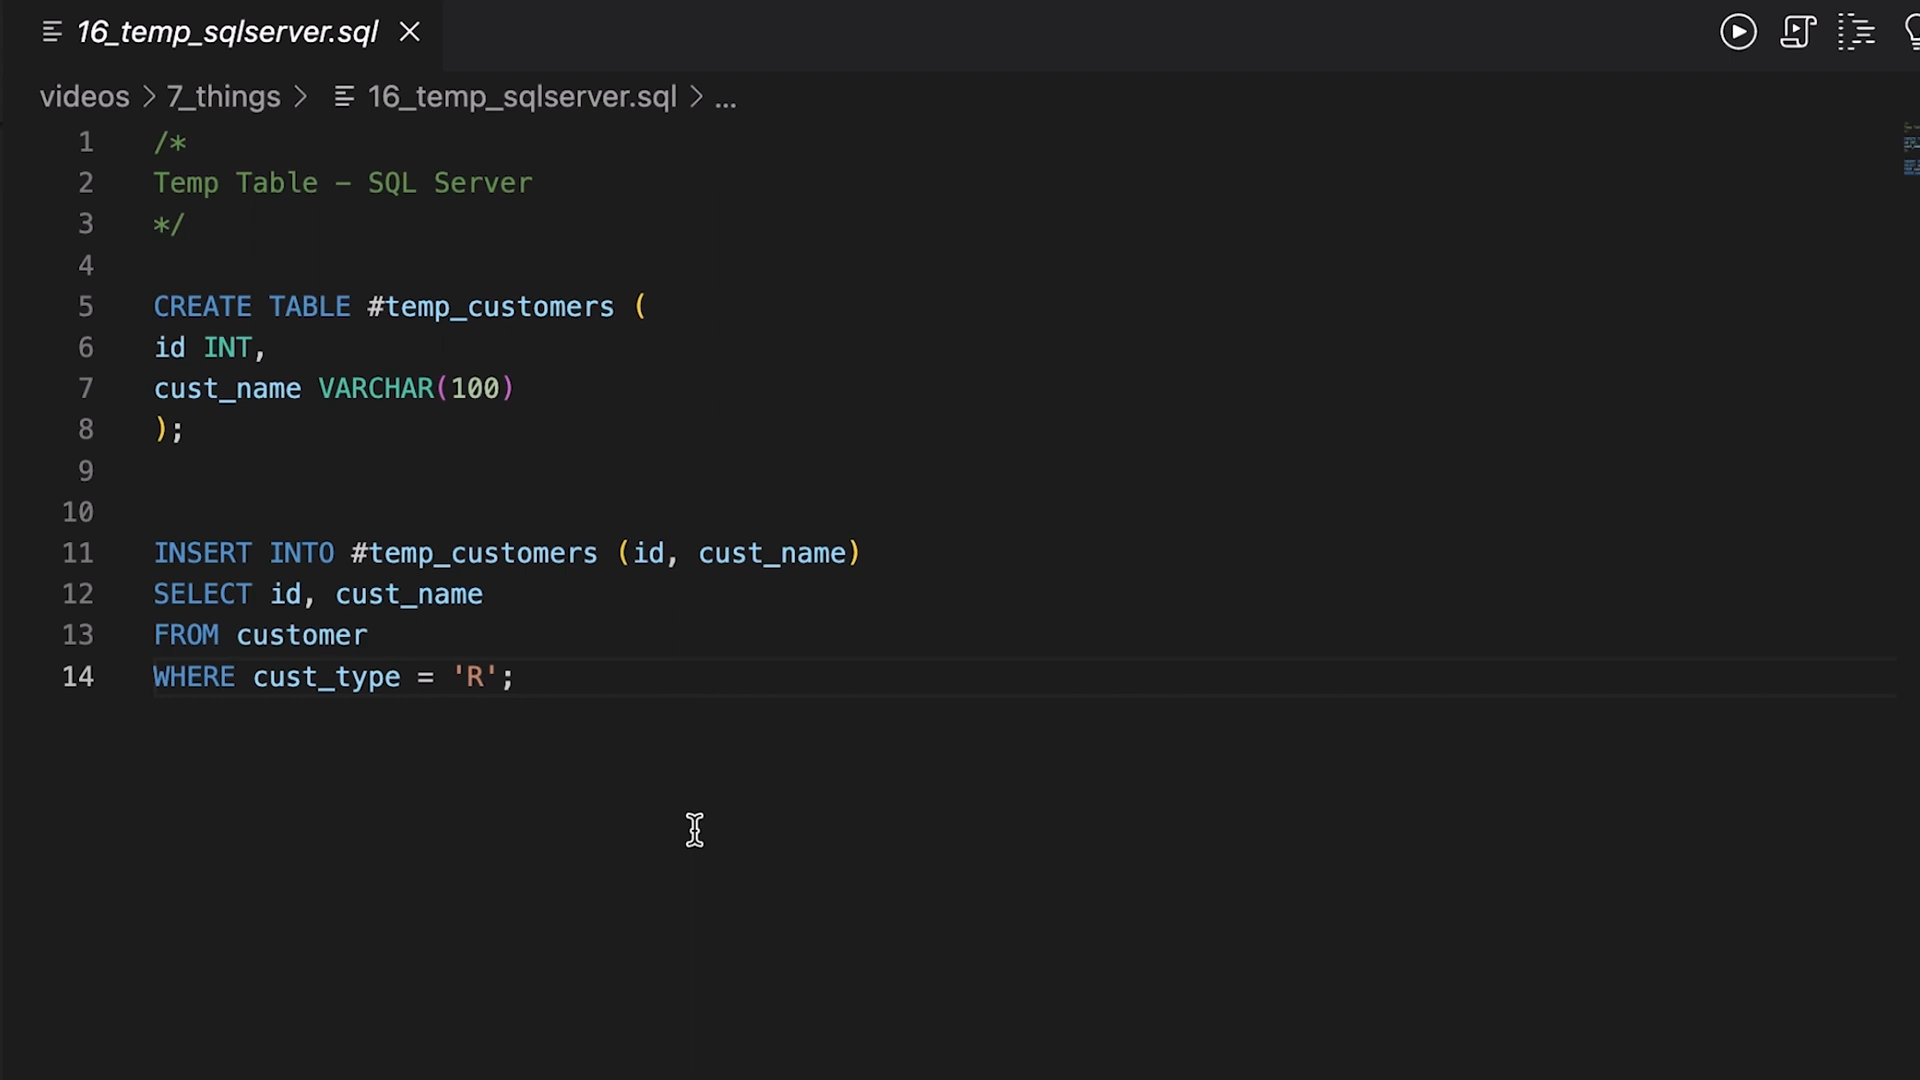 16_temp_sqlserver.sql
videos > 7_things > 16_temp_sqlserver.sql > ...
1 /*
2 Temp Table - SQL Server
3 */
4
5 CREATE TABLE #temp_customers (
6 id INT,
7 cust_name VARCHAR(100)
8 );
9
10
11 INSERT INTO #temp_customers (id, cust_name)
12 SELECT id, cust_name
13 FROM customer
14 WHERE cust_type = 'R';